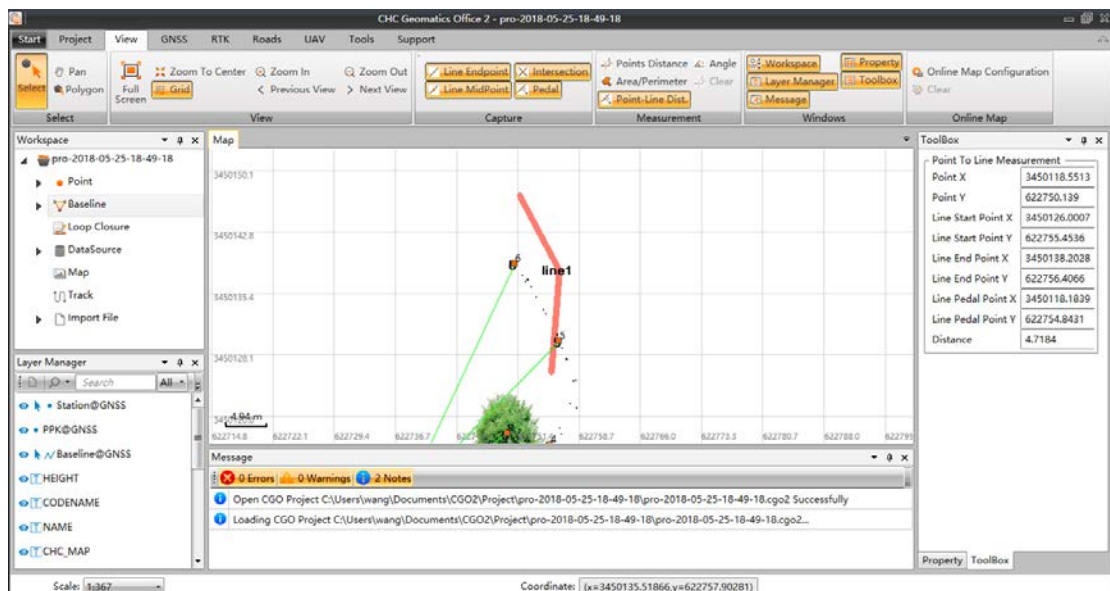 CHC Geomatics Office 2 - pro-2018-05-25-18-49-18
Start Project View GNSS RTK Roads UAV Tools Support
Select Pan Polygon
Full Screen Zoom To Center Zoom In Zoom Out
Grid Previous View Next View
Line Endpoint Intersection
Line MidPoint Pedal
Points Distance Angle
Area/Perimeter Clear
Point-Line Dist.
Workspace Property
Layer Manager Toolbox
Message
Online Map Configuration
Clear
Select View Capture Measurement Windows Online Map
Workspace
pro-2018-05-25-18-49-18
Point
Baseline
Loop Closure
DataSource
Map
Track
Import File
Layer Manager
Search All
Station@GNSS
PPK@GNSS
Baseline@GNSS
HEIGHT
CODENAME
NAME
CHC_MAP
Map
3450150.1
3450142.8
3450135.4
3450128.1
6
line1
5
4.94 m
622714.8 622722.1 622729.4 622736.7 622758.7 622766.0 622773.3 622780.7 622788.0
Message
0 Errors 0 Warnings 2 Notes
Open CGO Project C:\Users\wang\Documents\CGO2\Project\pro-2018-05-25-18-49-18\pro-2018-05-25-18-49-18.cgo2 Successfully
Loading CGO Project C:\Users\wang\Documents\CGO2\Project\pro-2018-05-25-18-49-18\pro-2018-05-25-18-49-18.cgo2...
ToolBox
Point To Line Measurement
Point X 3450118.5513
Point Y 622750.139
Line Start Point X 3450126.0007
Line Start Point Y 622755.4536
Line End Point X 3450138.2028
Line End Point Y 622756.4066
Line Pedal Point X 3450118.1839
Line Pedal Point Y 622754.8431
Distance 4.7184
Property ToolBox
Scale: 1:367 Coordinate: (x=3450135.51866,y=622757.90281)